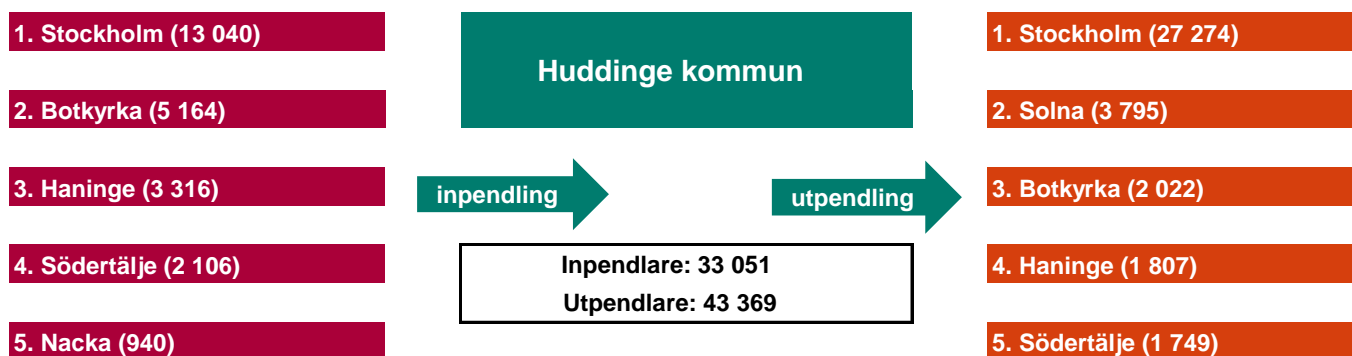 1. Stockholm (13 040)
2. Botkyrka (5 164)
3. Haninge (3 316)
4. Södertälje (2 106)
5. Nacka (940)
Huddinge kommun
inpendling
utpendling
Inpendlare: 33 051
Utpendlare: 43 369
1. Stockholm (27 274)
2. Solna (3 795)
3. Botkyrka (2 022)
4. Haninge (1 807)
5. Södertälje (1 749)